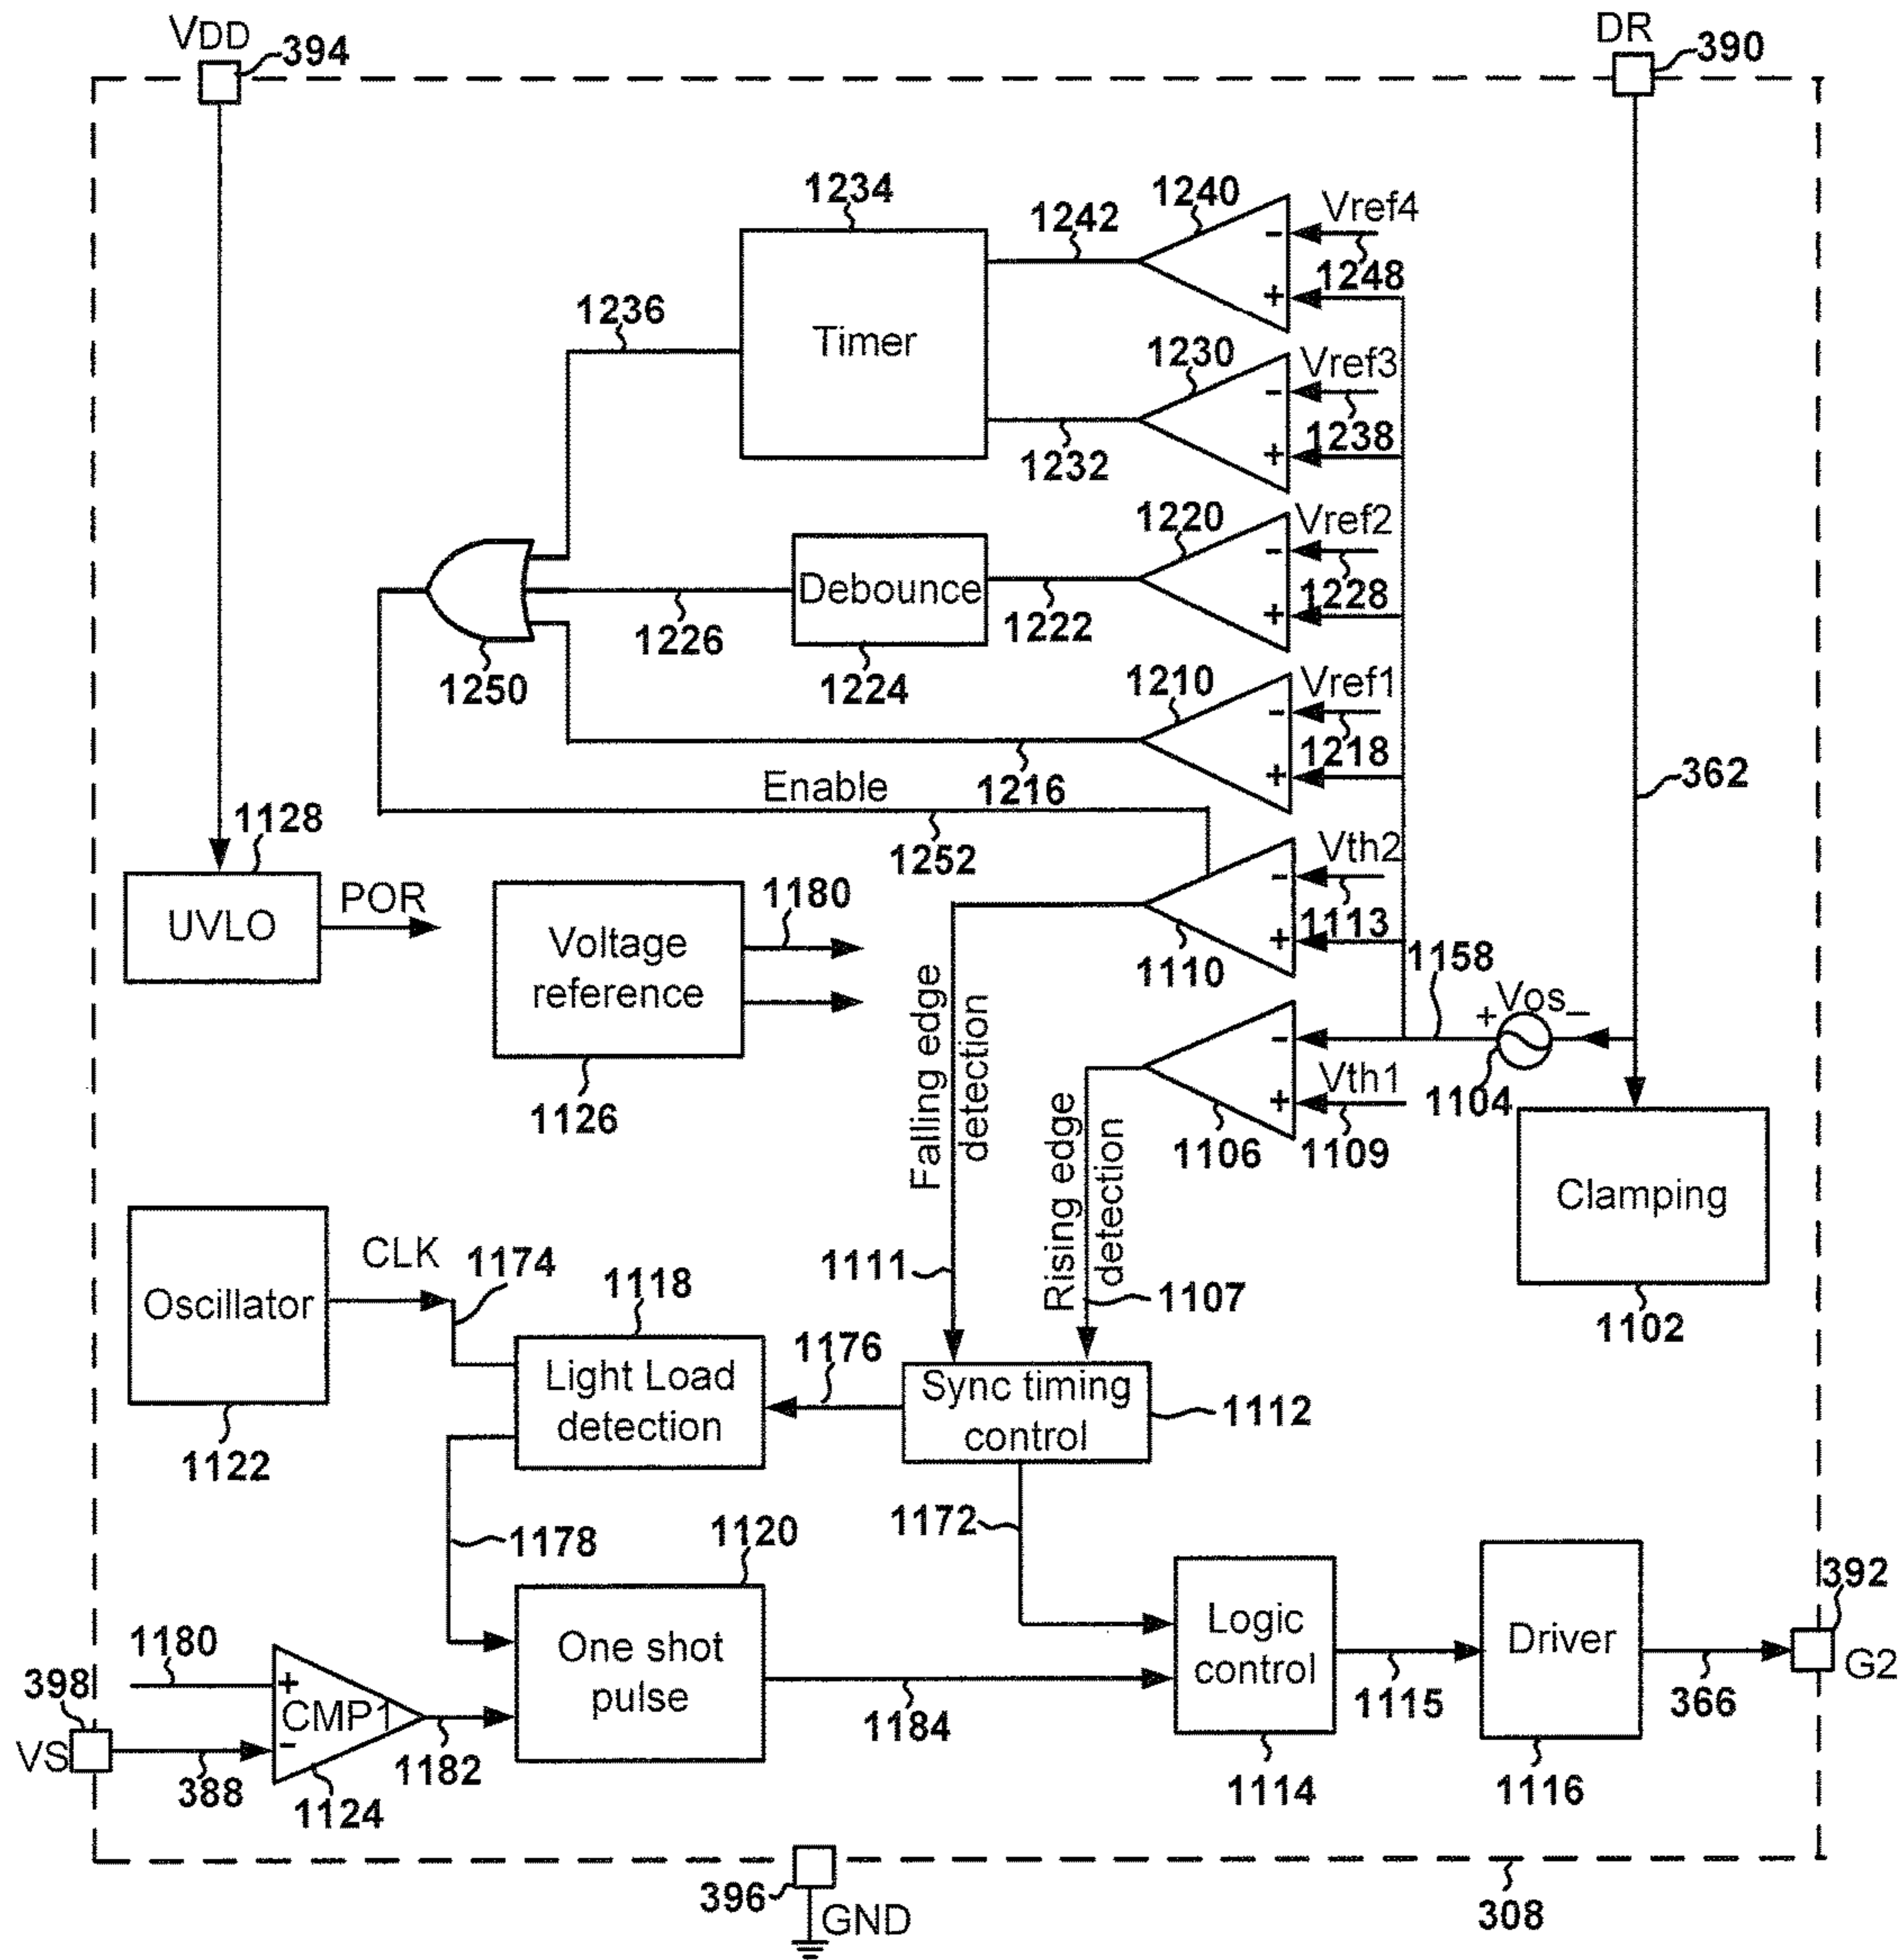 VDD
394
DR
390
1234
1242
1240
Vref4
-
1248
+
Timer
1236
1230
Vref3
-
1238
+
1232
1220
Vref2
-
1228
+
Debounce
1222
1226
1224
1250
1210
Vref1
-
1218
+
1216
Enable
1252
362
1128
UVLO
POR
Voltage
reference
1180
1126
Vth2
-
1113
+
1110
1158
+
Vos
-
1104
Falling edge
detection
-
Vth1
+
1106
1109
Rising edge
detection
Clamping
1102
1111
1107
Oscillator
CLK
1174
1122
1118
Light Load
detection
1176
Sync timing
control
1112
1178
1120
1172
One shot
pulse
1180
+
CMP1
-
398
VS
388
1124
1182
1184
Logic
control
1114
1115
Driver
1116
366
392
G2
396
GND
308